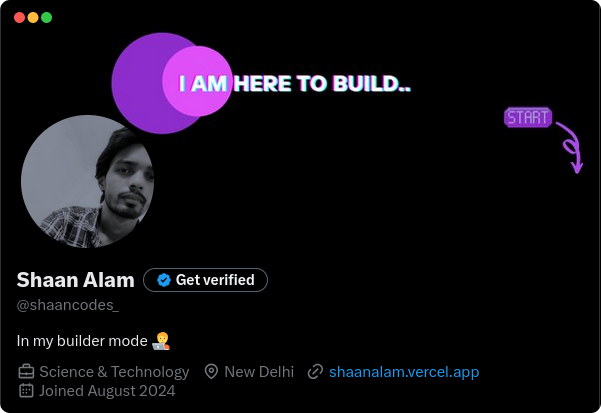 I AM HERE TO BUILD..
START
Shaan Alam Get verified
@shaancodes_
In my builder mode 🧑‍💻
Science & Technology New Delhi shaanalam.vercel.app
Joined August 2024